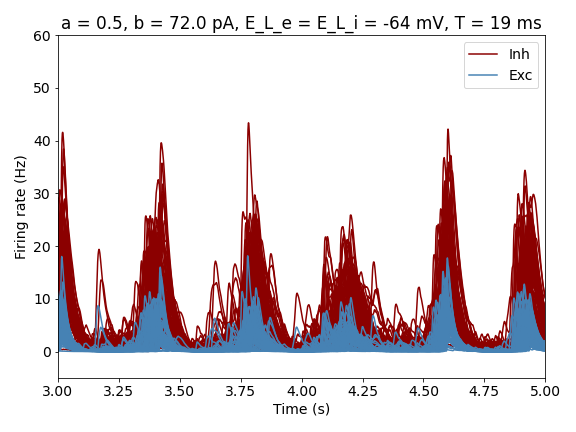 a = 0.5, b = 72.0 pA, E_L_e = E_L_i = -64 mV, T = 19 ms
60
50
40
30
20
10
0
Firing rate (Hz)
Inh
Exc
3.00 3.25 3.50 3.75 4.00 4.25 4.50 4.75 5.00
Time (s)